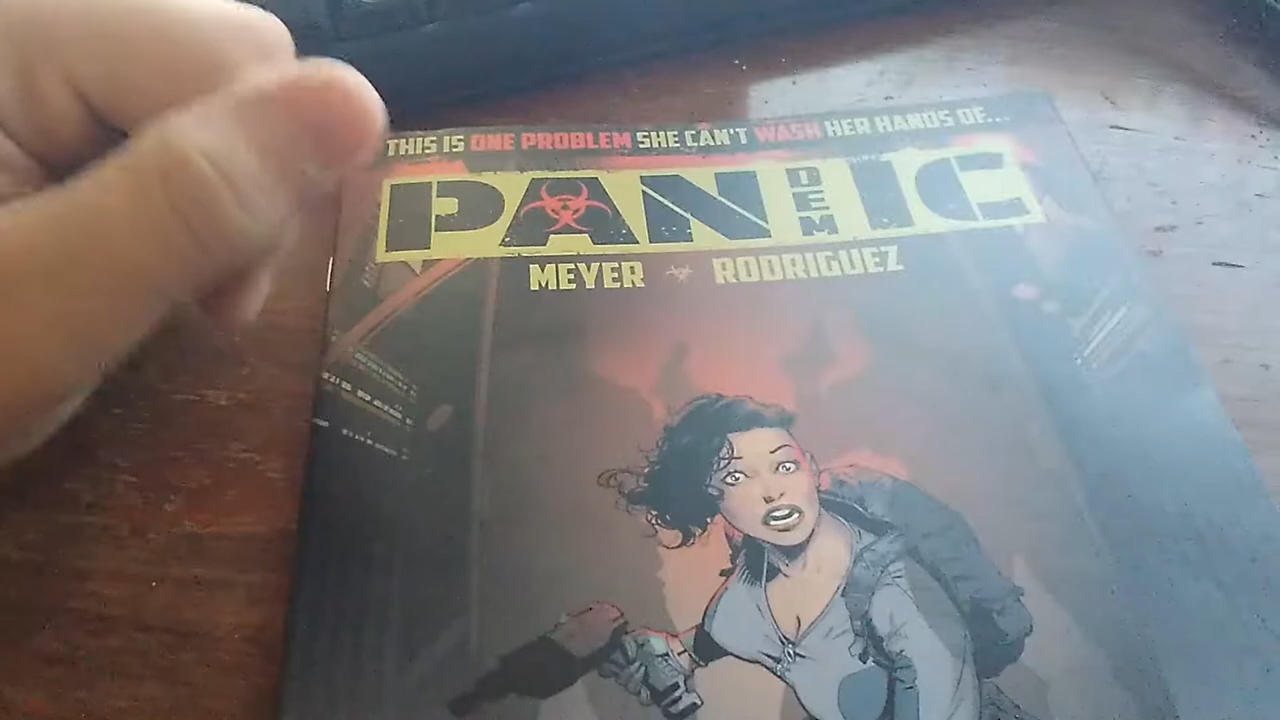 THIS IS ONE PROBLEM SHE CAN'T WASH HER HANDS OF...
PANDEMIC
MEYER RODRIGUEZ